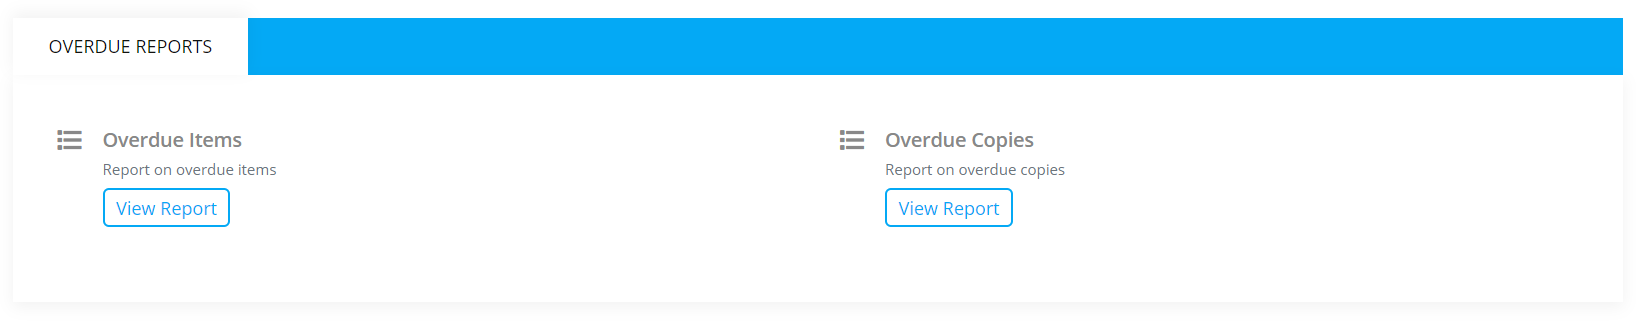 OVERDUE REPORTS
Overdue Items
Report on overdue items
View Report
Overdue Copies
Report on overdue copies
View Report